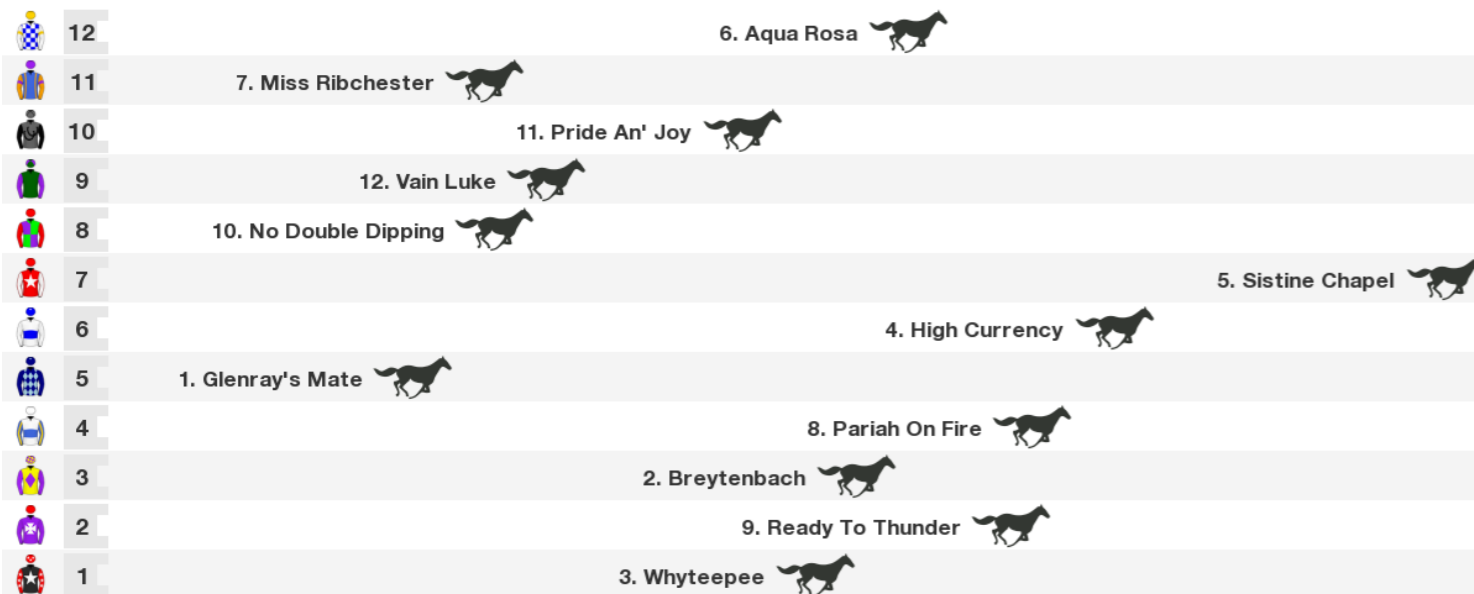 12 6. Aqua Rosa
11 7. Miss Ribchester
10 11. Pride An' Joy
9 12. Vain Luke
8 10. No Double Dipping
7 5. Sistine Chapel
6 4. High Currency
5 1. Glenray's Mate
4 8. Pariah On Fire
3 2. Breytenbach
2 9. Ready To Thunder
1 3. Whyteepee